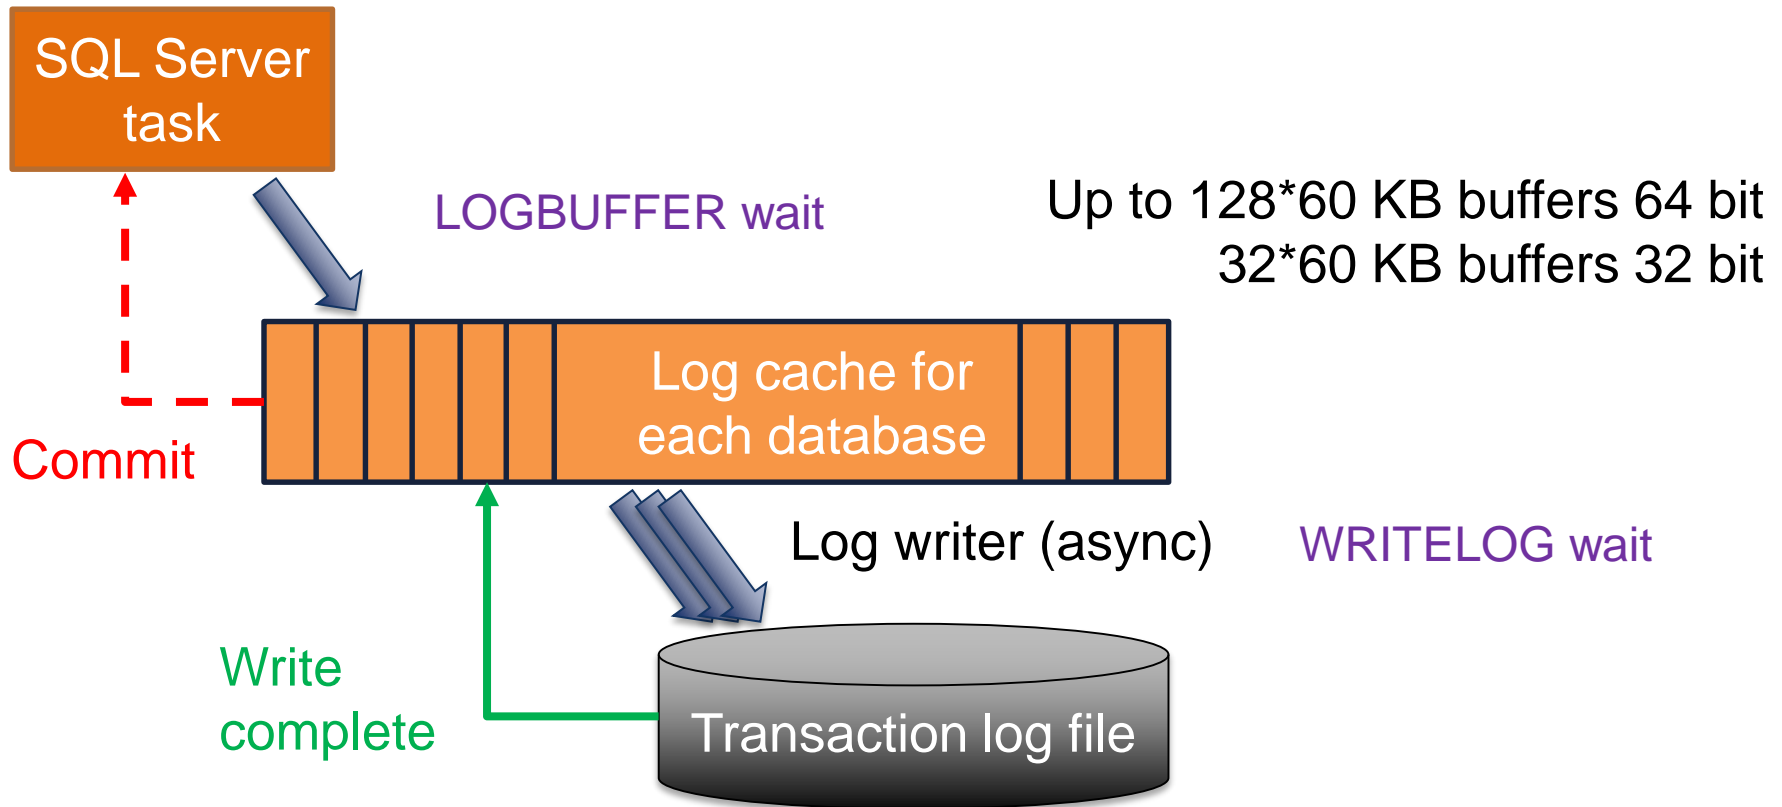 SQL Server
task
LOGBUFFER wait
Up to 128*60 KB buffers 64 bit
32*60 KB buffers 32 bit
Log cache for
each database
Commit
Log writer (async)
WRITELOG wait
Write
complete
Transaction log file